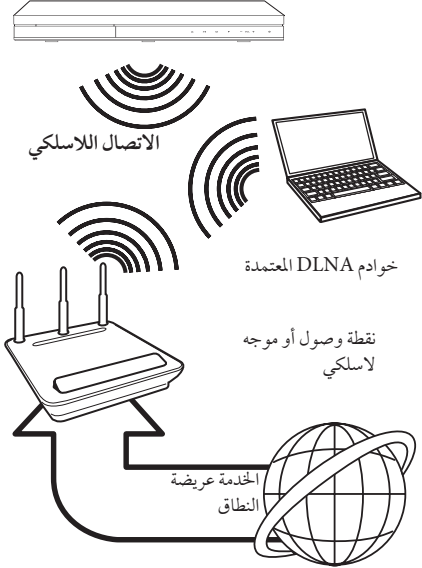 الاتصال اللاسلكي
خوادم DLNA المعتمدة
نقطة وصول أو موجه
لاسلكي
الخدمة عريضة
النطاق